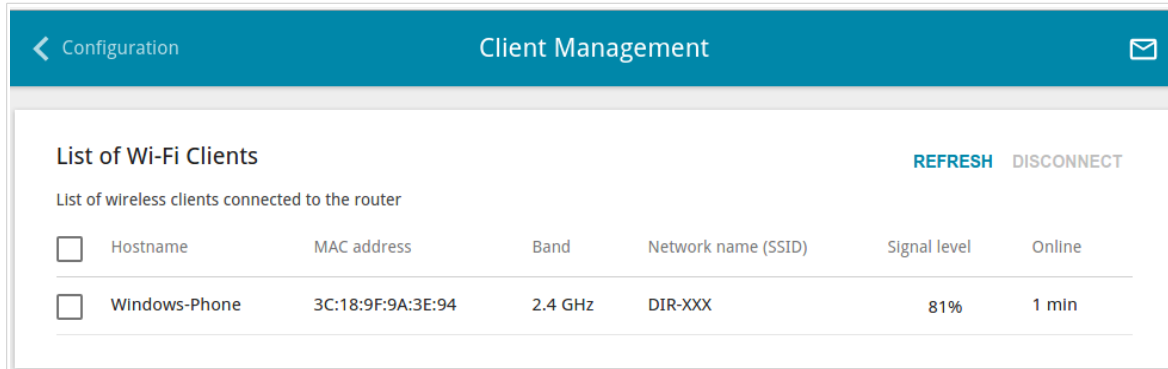 Configuration Client Management
List of Wi-Fi Clients REFRESH DISCONNECT
List of wireless clients connected to the router
Hostname MAC address Band Network name (SSID) Signal level Online
Windows-Phone 3C:18:9F:9A:3E:94 2.4 GHz DIR-XXX 81% 1 min